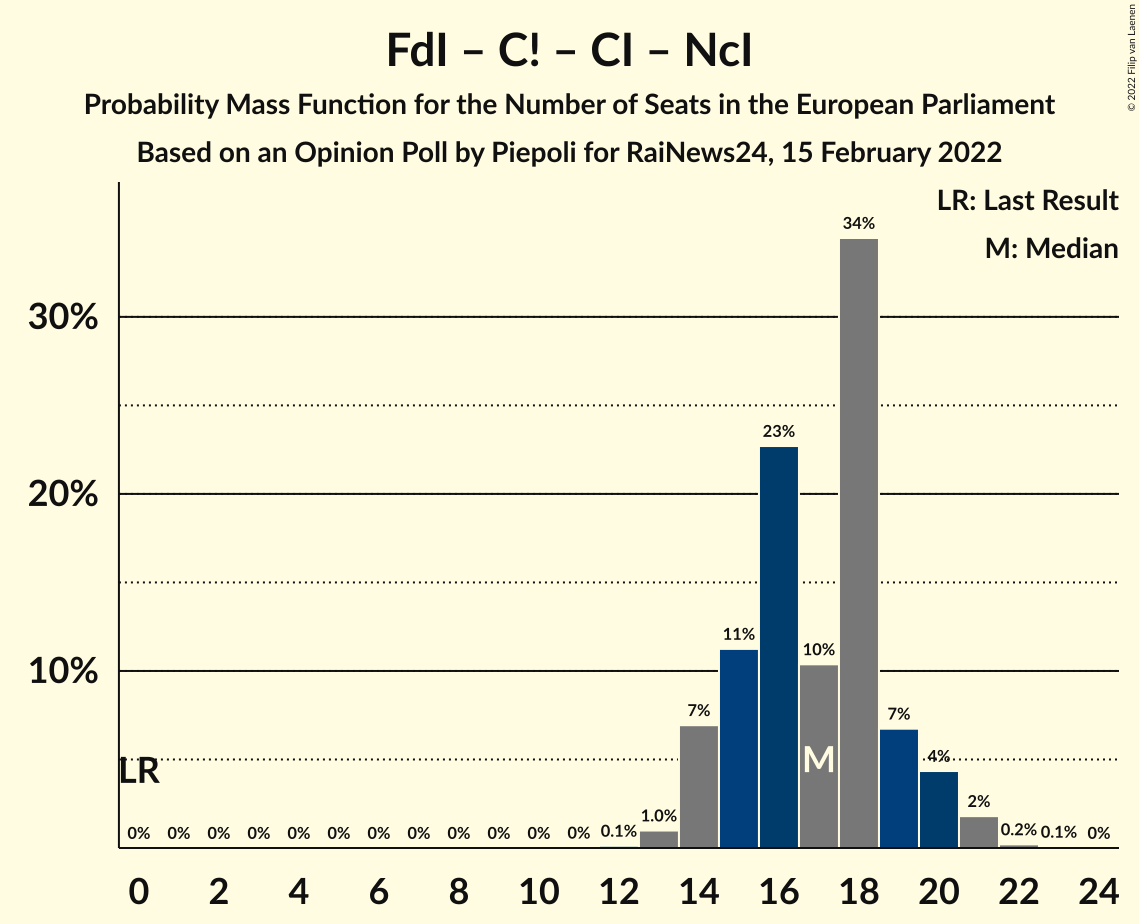 FdI – C! – CI – NcI
Probability Mass Function for the Number of Seats in the European Parliament
Based on an Opinion Poll by Piepoli for RaiNews24, 15 February 2022
© 2022 Filip van Laenen
LR: Last Result
M: Median
30%
20%
10%
34%
23%
11%
10%
7%
7%
4%
2%
1.0%
0% 0% 0% 0% 0% 0% 0% 0% 0% 0% 0% 0% 0.1% 0.2% 0.1% 0%
LR
M
0 2 4 6 8 10 12 14 16 18 20 22 24